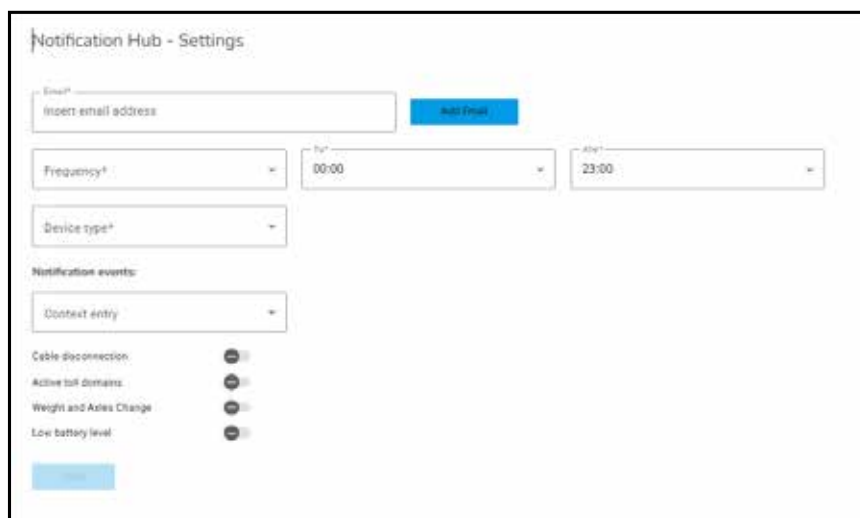 Notification Hub - Settings
Email*
Insert email address
Add Email
Frequency*
00:00
23:00
Device type*
Notification events:
Context entry
Cable disconnection
Active toll domains
Weight and Axles Change
Low battery level